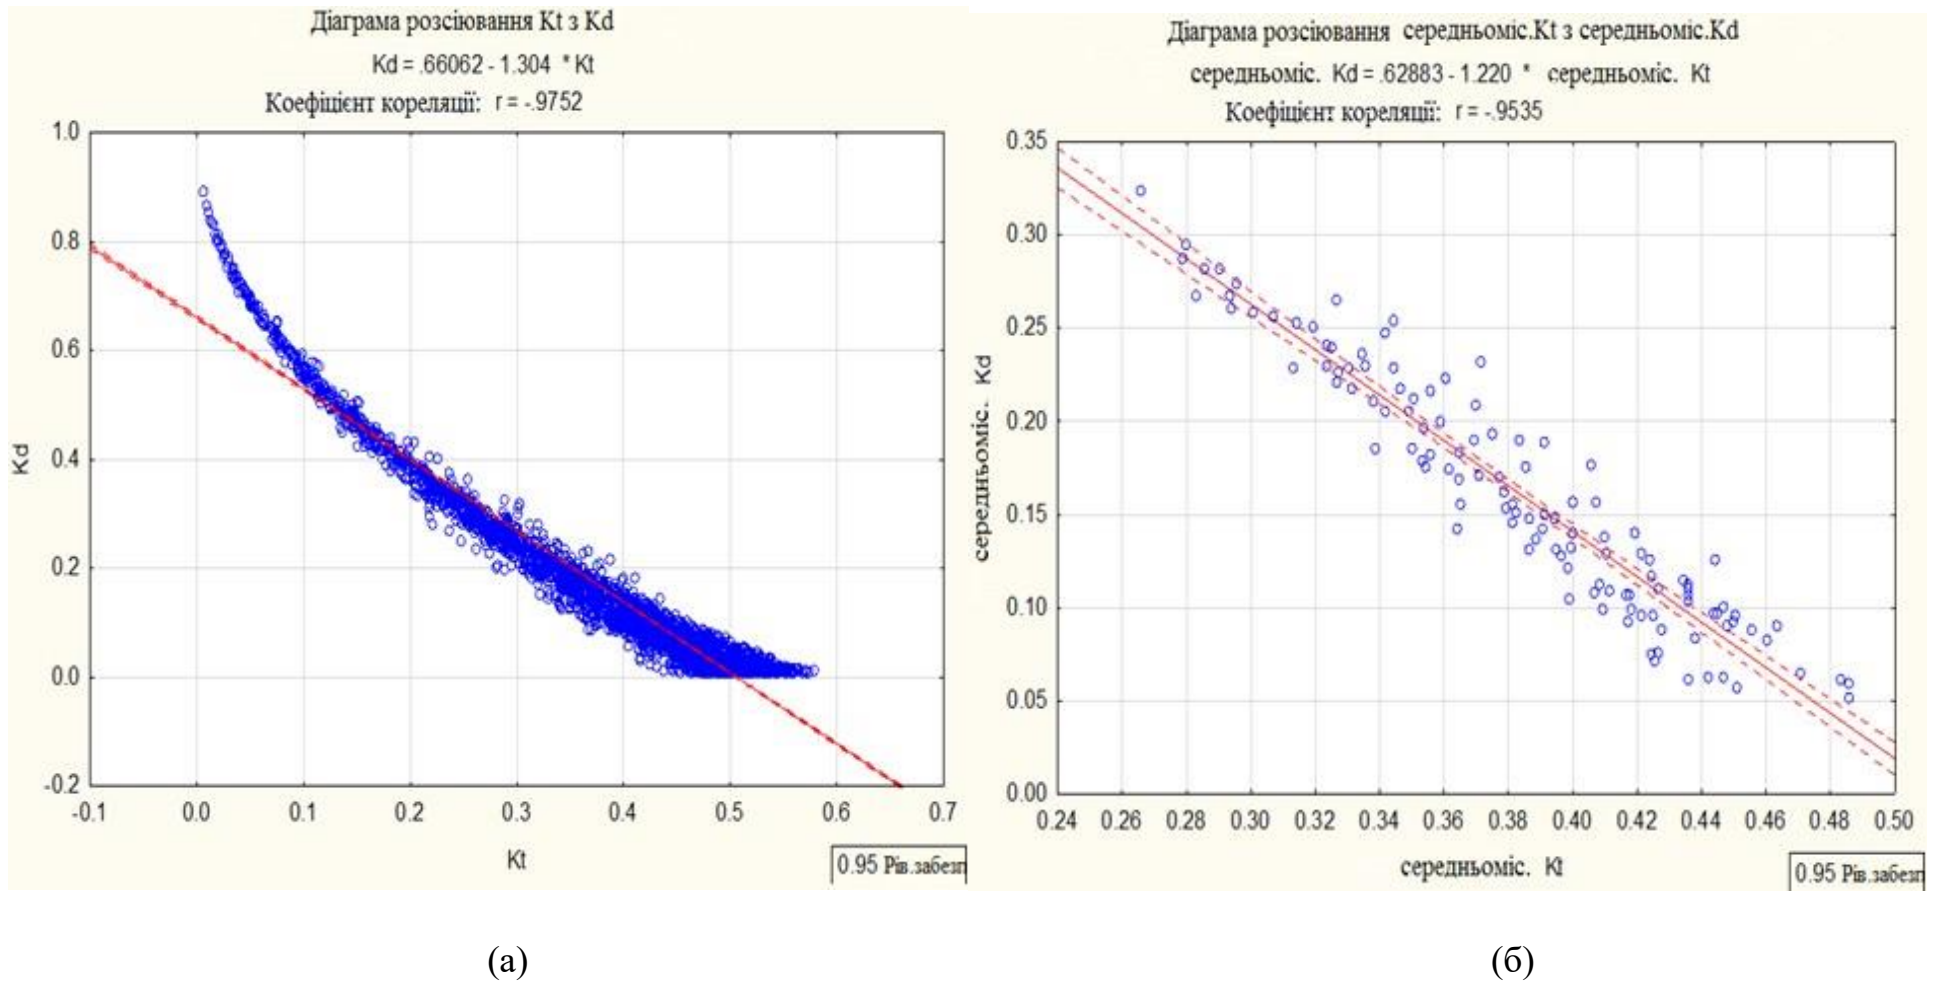 Діаграма розсіювання Kt з Kd
Kd = .66062 - 1.304 * Kt
Коефіцієнт кореляції: r = -.9752
1.0
0.8
0.6
0.4
0.2
0.0
-0.2
Kd
-0.1 0.0 0.1 0.2 0.3 0.4 0.5 0.6 0.7
Kt
0.95 Рів.забезп
(а)
Діаграма розсіювання середньоміс.Kt з середньоміс.Kd
середньоміс. Kd = .62883 - 1.220 * середньоміс. Kt
Коефіцієнт кореляції: r = -.9535
0.35
0.30
0.25
0.20
0.15
0.10
0.05
0.00
середньоміс. Kd
0.24 0.26 0.28 0.30 0.32 0.34 0.36 0.38 0.40 0.42 0.44 0.46 0.48 0.50
середньоміс. Kt
0.95 Рів.забезп
(б)